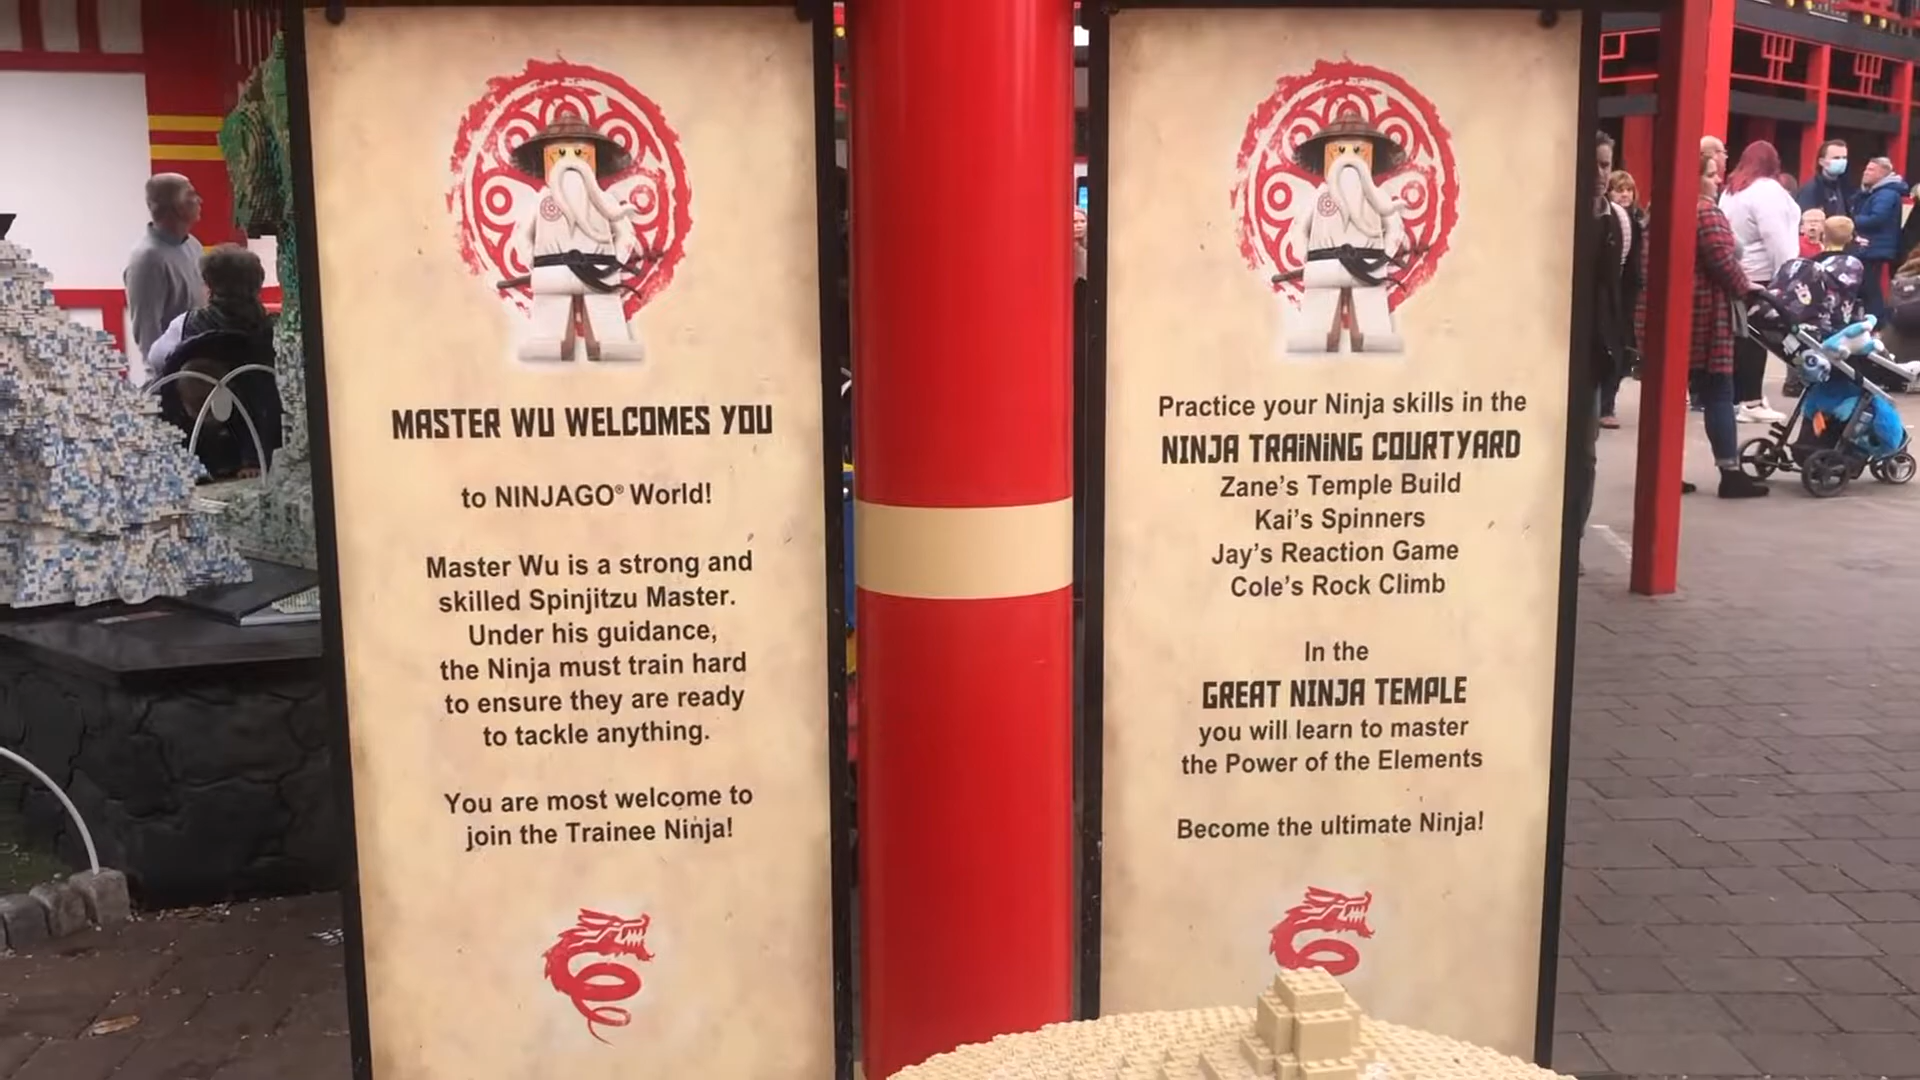 MASTER WU WELCOMES YOU
to NINJAGO® World!
Master Wu is a strong and
skilled Spinjitzu Master.
Under his guidance,
the Ninja must train hard
to ensure they are ready
to tackle anything.
You are most welcome to
join the Trainee Ninja!
Practice your Ninja skills in the
NINJA TRAINING COURTYARD
Zane's Temple Build
Kai's Spinners
Jay's Reaction Game
Cole's Rock Climb
In the
GREAT NINJA TEMPLE
you will learn to master
the Power of the Elements
Become the ultimate Ninja!